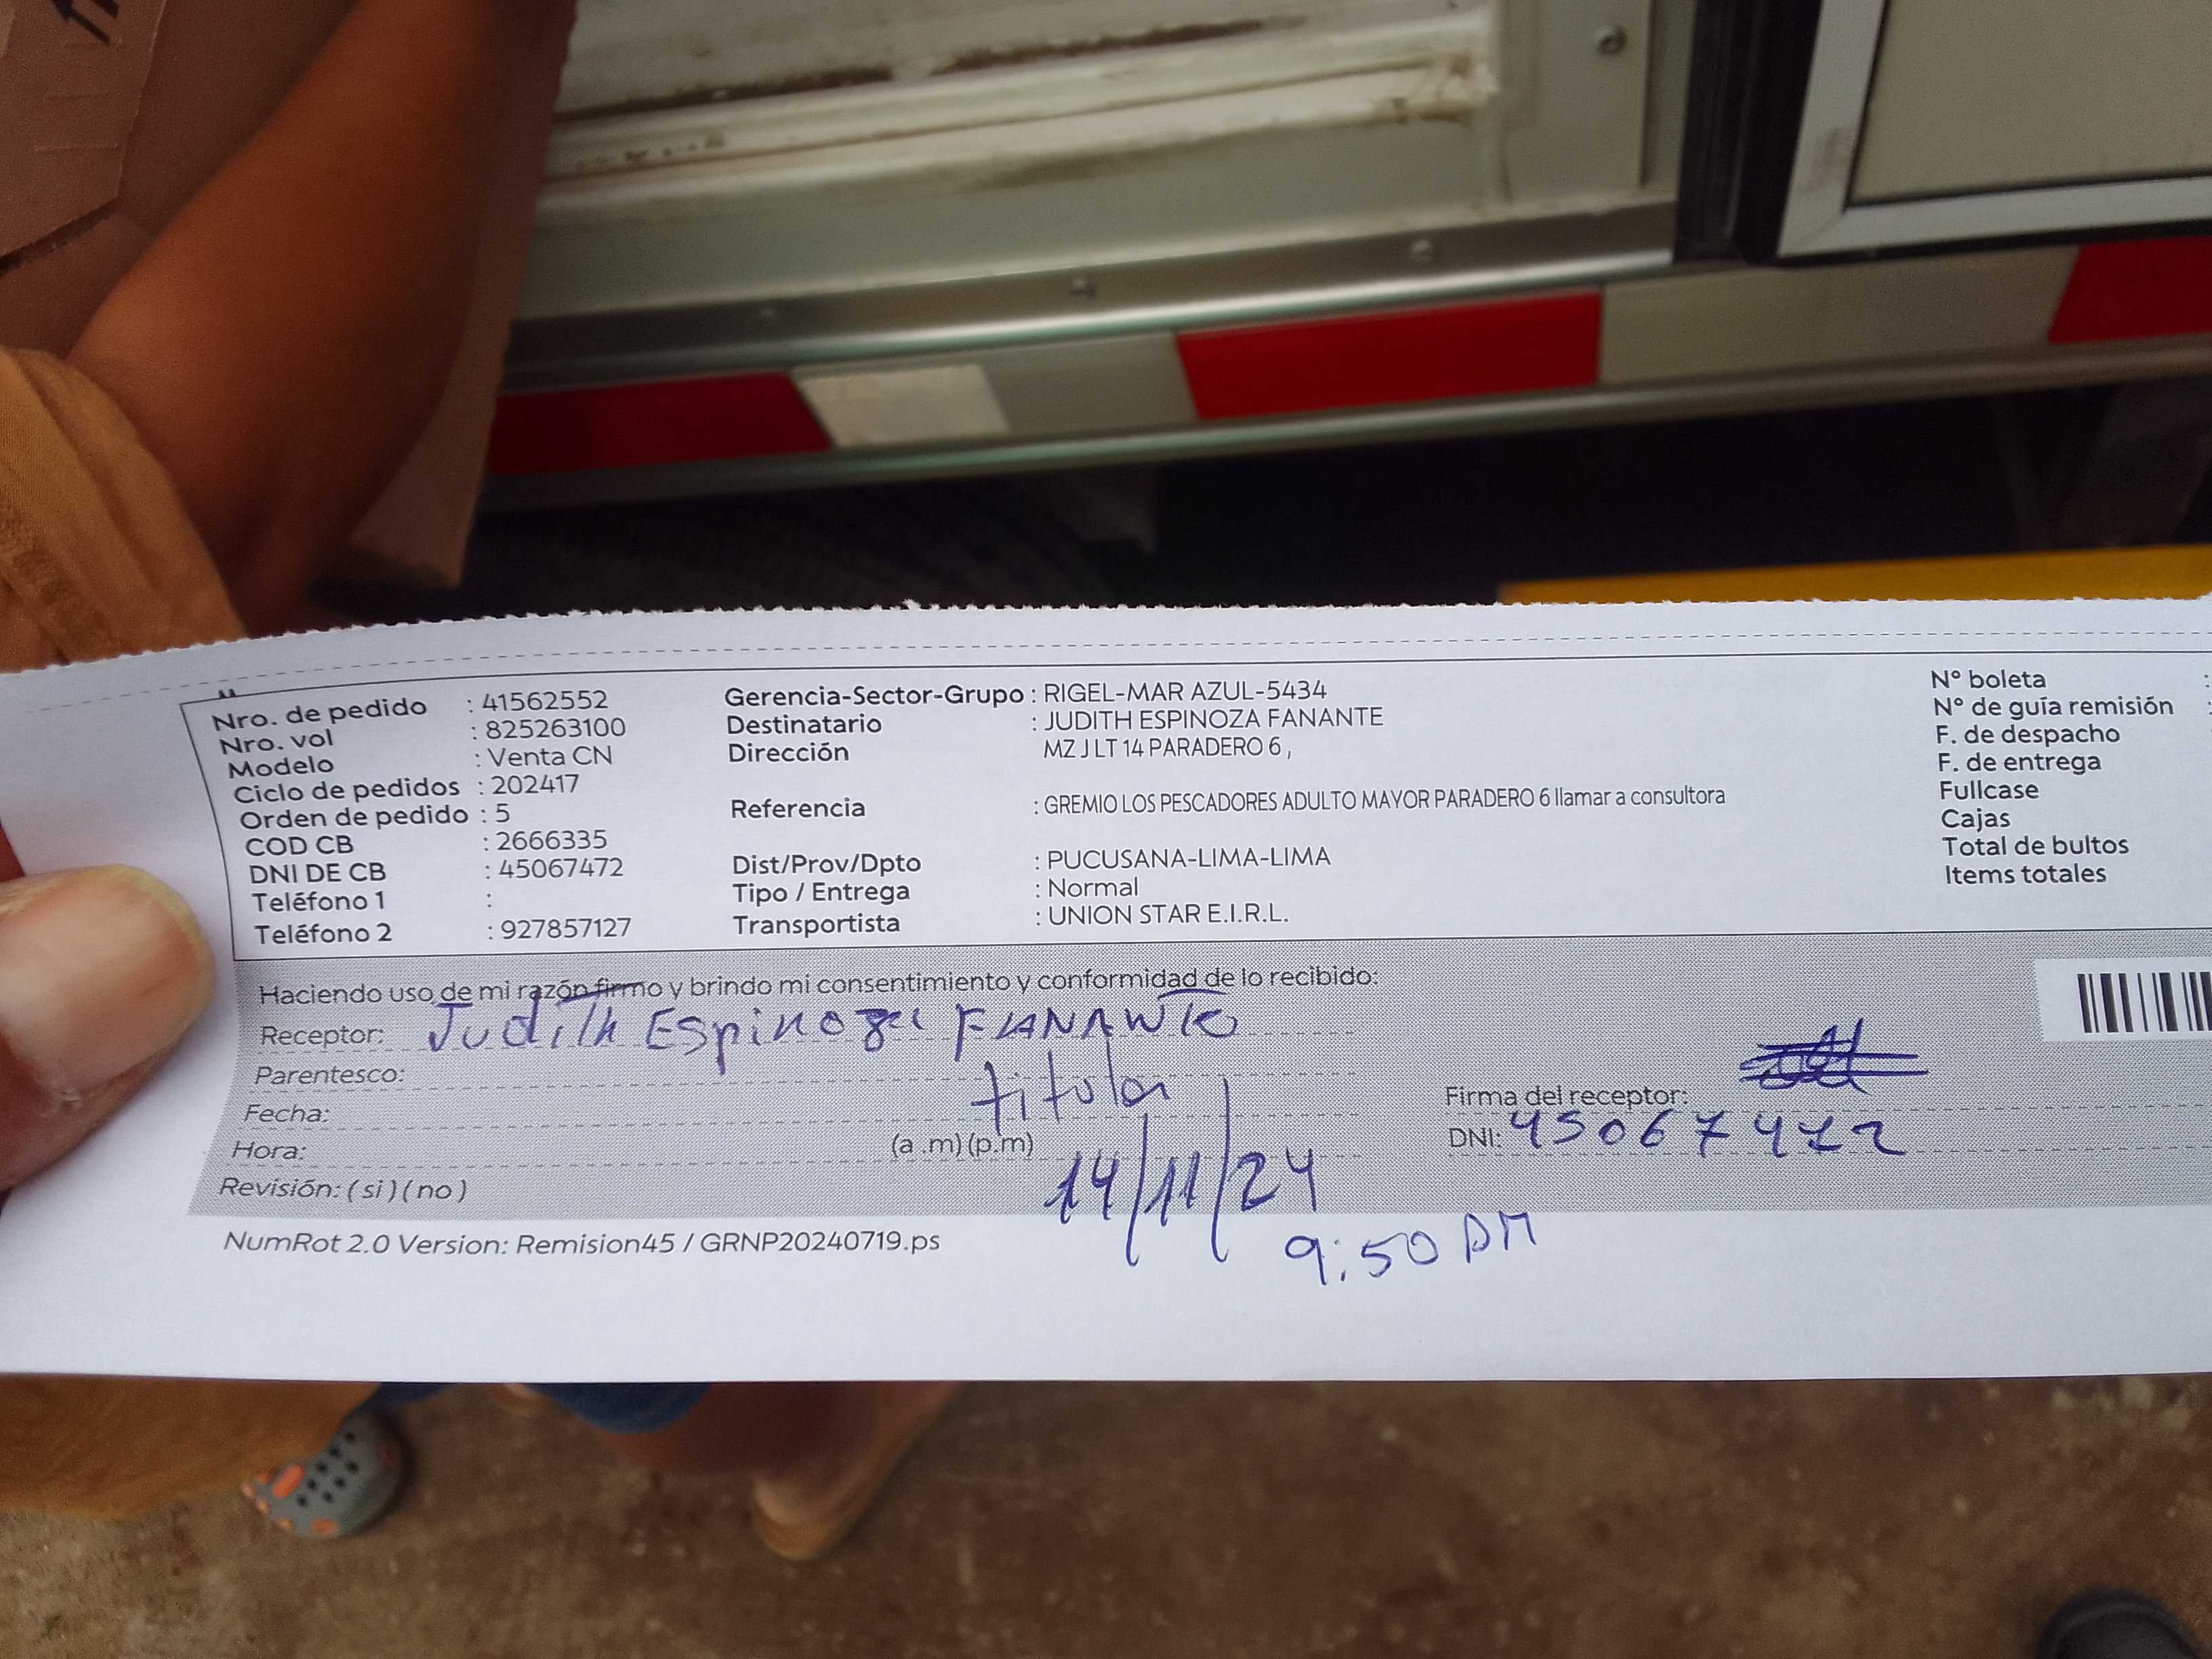 Nro. de pedido : 41562552
Nro. vol : 825263100
Modelo : Venta CN
Ciclo de pedidos : 202417
Orden de pedido : 5
COD CB : 2666335
DNI DE CB : 45067472
Teléfono 1 :
Teléfono 2 : 927857127
Gerencia-Sector-Grupo : RIGEL-MAR AZUL-5434
Destinatario : JUDITH ESPINOZA FANANTE
Dirección MZ J LT 14 PARADERO 6 ,
Referencia : GREMIO LOS PESCADORES ADULTO MAYOR PARADERO 6 llamar a consultora
Dist/Prov/Dpto : PUCUSANA-LIMA-LIMA
Tipo / Entrega : Normal
Transportista : UNION STAR E.I.R.L.
N° boleta :
N° de guía remisión :
F. de despacho
F. de entrega
Fullcase
Cajas
Total de bultos
Items totales
Haciendo uso de mi razón firmo y brindo mi consentimiento y conformidad de lo recibido:
Receptor: Judith Espinoza FANANTE
Parentesco: titular
Fecha: 14/11/24
Hora: (a .m) (p.m) 9:50 AM
Revisión: ( si ) ( no )
Firma del receptor:
DNI: 45067472
NumRot 2.0 Version: Remision45 / GRNP20240719.ps